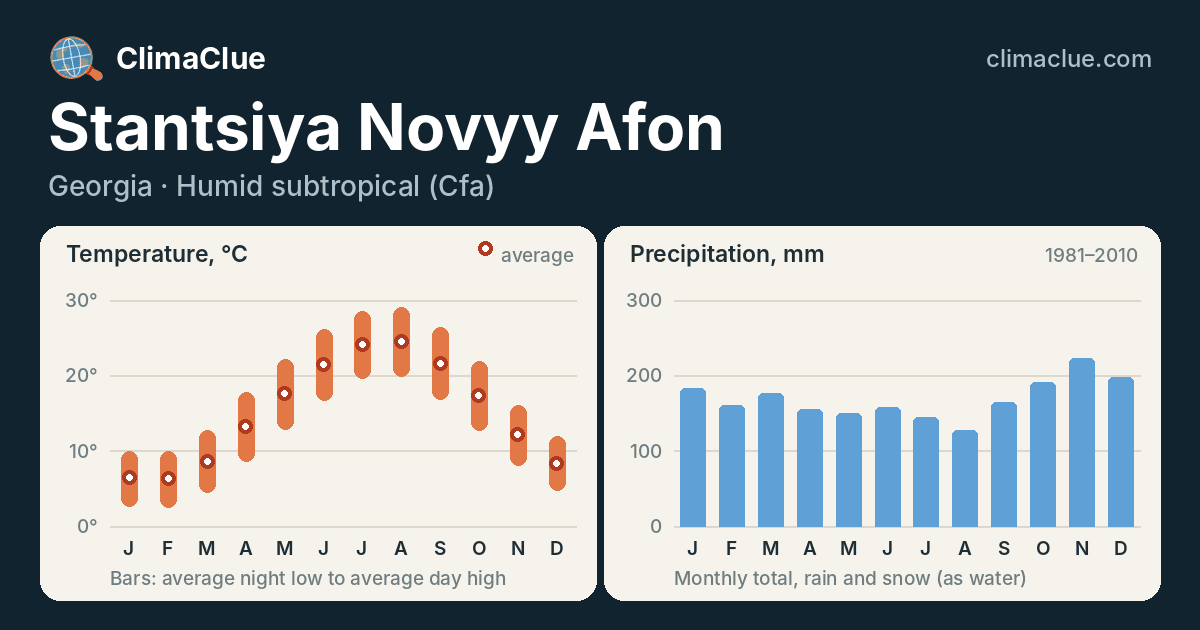 ClimaClue
climaclue.com
Stantsiya Novyy Afon
Georgia · Humid subtropical (Cfa)
Temperature, °C
average
30°
20°
10°
0°
J F M A M J J A S O N D
Bars: average night low to average day high
Precipitation, mm
1981–2010
300
200
100
0
J F M A M J J A S O N D
Monthly total, rain and snow (as water)